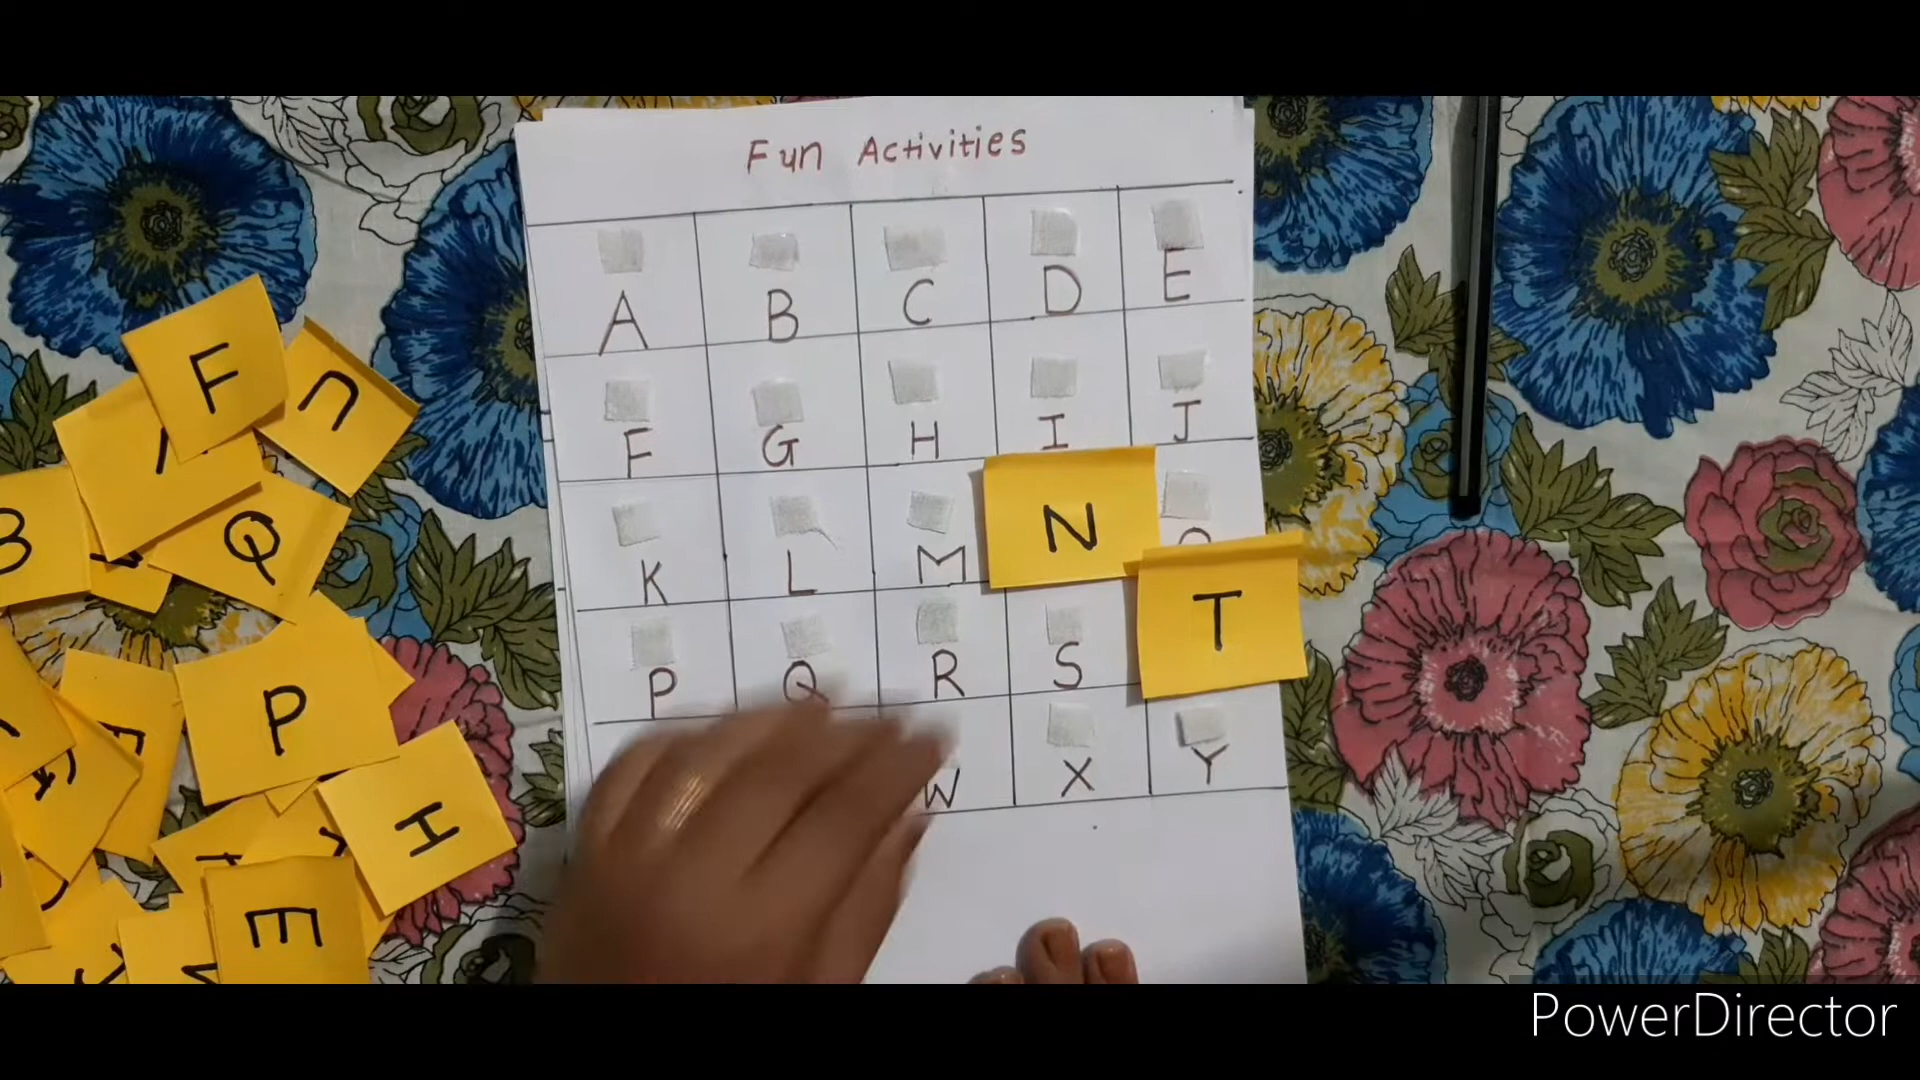 Fun Activities
A B C D E
F G H I J
K L M N
P Q R S T
W X Y
F
Q
B
P
I
E
PowerDirector